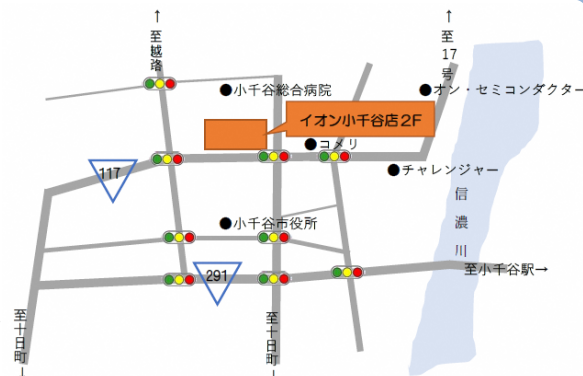 ↑
至越路
↑
至17号
●小千谷総合病院
●オン・セミコンダクター
イオン小千谷店2F
●コメリ
●チャレンジャー
117
信濃川
●小千谷市役所
至小千谷駅→
291
至十日町↓
至十日町↓